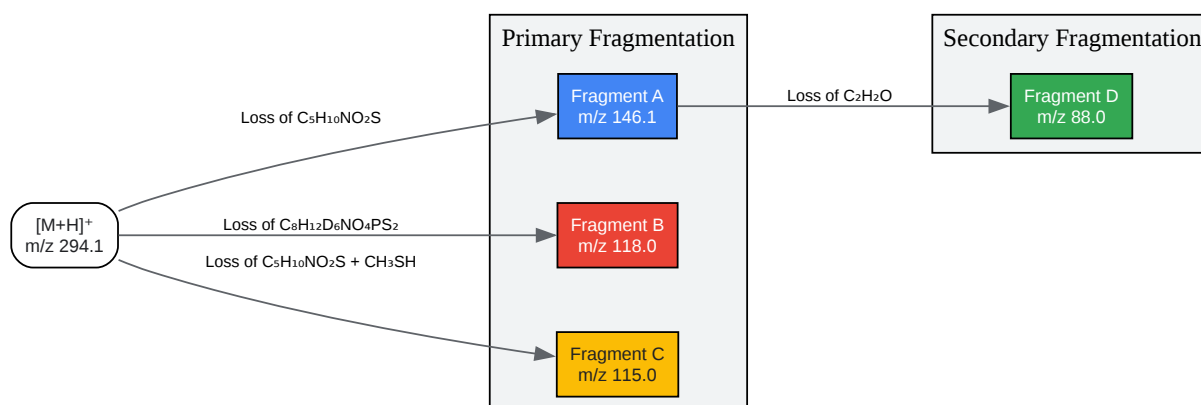 Primary Fragmentation
Secondary Fragmentation
Fragment A
m/z 146.1
Loss of C₂H₂O
Fragment D
m/z 88.0
Loss of C₅H₁₀NO₂S
[M+H]⁺
m/z 294.1
Loss of C₈H₁₂D₆NO₄PS₂
Fragment B
m/z 118.0
Loss of C₅H₁₀NO₂S + CH₃SH
Fragment C
m/z 115.0